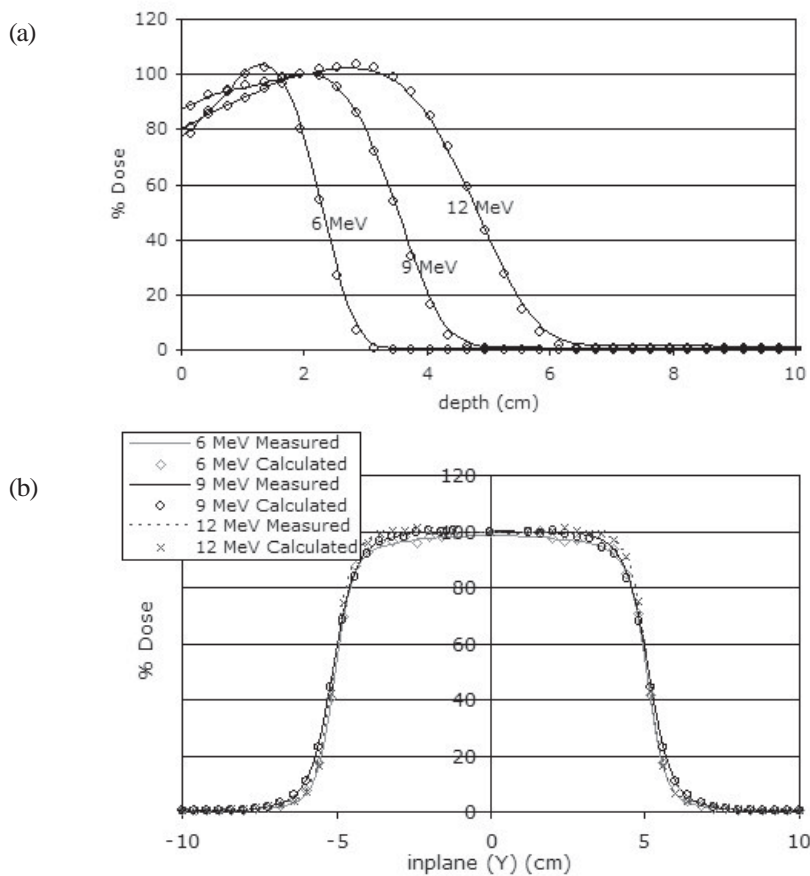 (a)
120
100
80
60
40
20
0
% Dose
6 MeV
9 MeV
12 MeV
0 2 4 6 8 10
depth (cm)
(b)
6 MeV Measured
6 MeV Calculated
9 MeV Measured
9 MeV Calculated
12 MeV Measured
12 MeV Calculated
120
100
80
60
40
20
0
% Dose
-10 -5 0 5 10
inplane (Y) (cm)